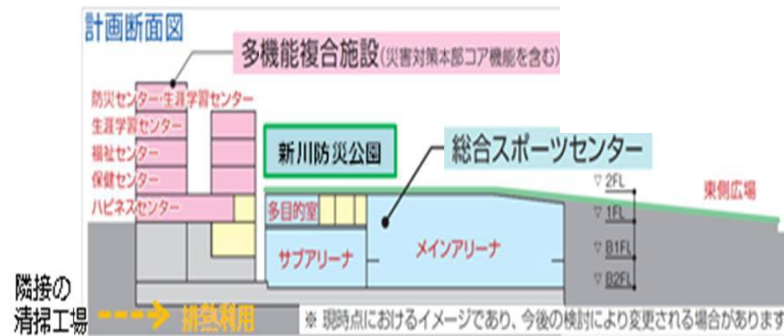 計画断面図
多機能複合施設(災害対策本部コア機能を含む)
防災センター・生涯学習センター
生涯学習センター
福祉センター
保健センター
ハピネスセンター
新川防災公園
総合スポーツセンター
多目的室
サブアリーナ
メインアリーナ
▽2FL
▽1FL
▽B1FL
▽B2FL
東側広場
隣接の
清掃工場
排熱利用
※ 現時点におけるイメージであり、今後の検討により変更される場合があります